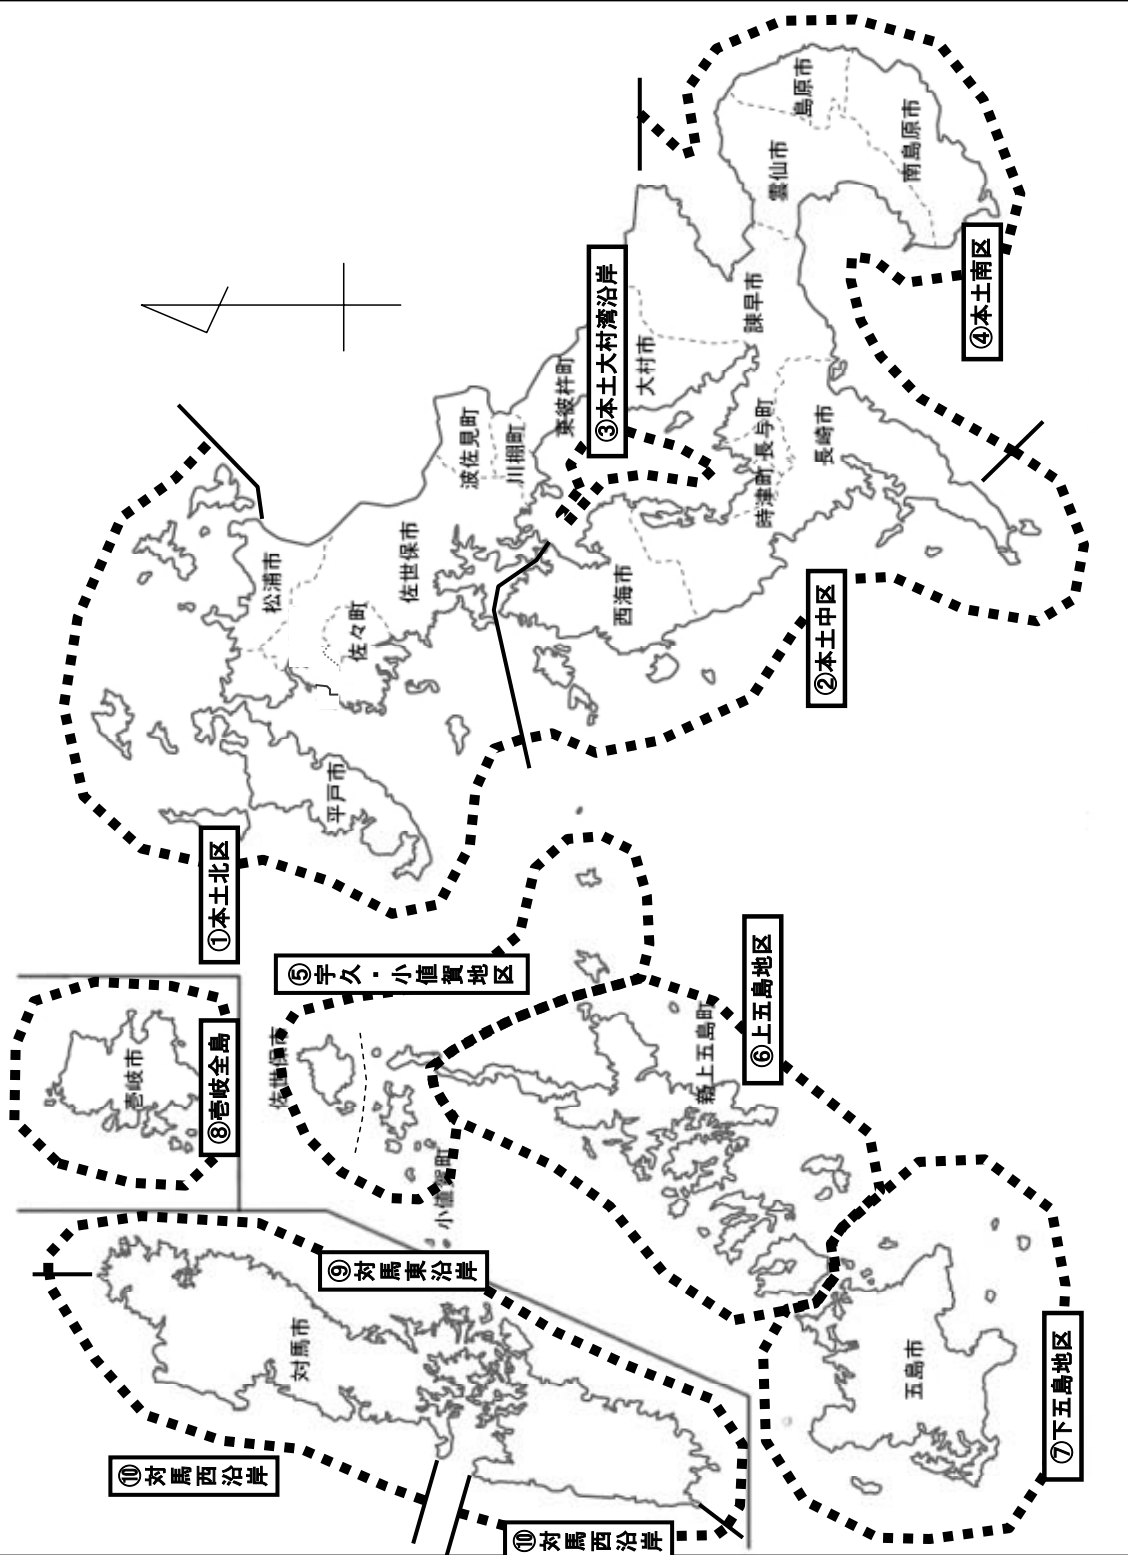 ①本土北区
②本土中区
③本土大村湾沿岸
④本土南区
⑤宇久・小値賀地区
⑥上五島地区
⑦下五島地区
⑧壱岐全島
⑨対馬東沿岸
⑩対馬西沿岸
⑩対馬西沿岸
島原市
南島原市
雲仙市
諫早市
大村市
東彼杵町
川棚町
波佐見町
長与町
時津町
長崎市
西海市
佐世保市
佐々町
松浦市
平戸市
壱岐市
佐世保市
小値賀町
新上五島町
五島市
対馬市